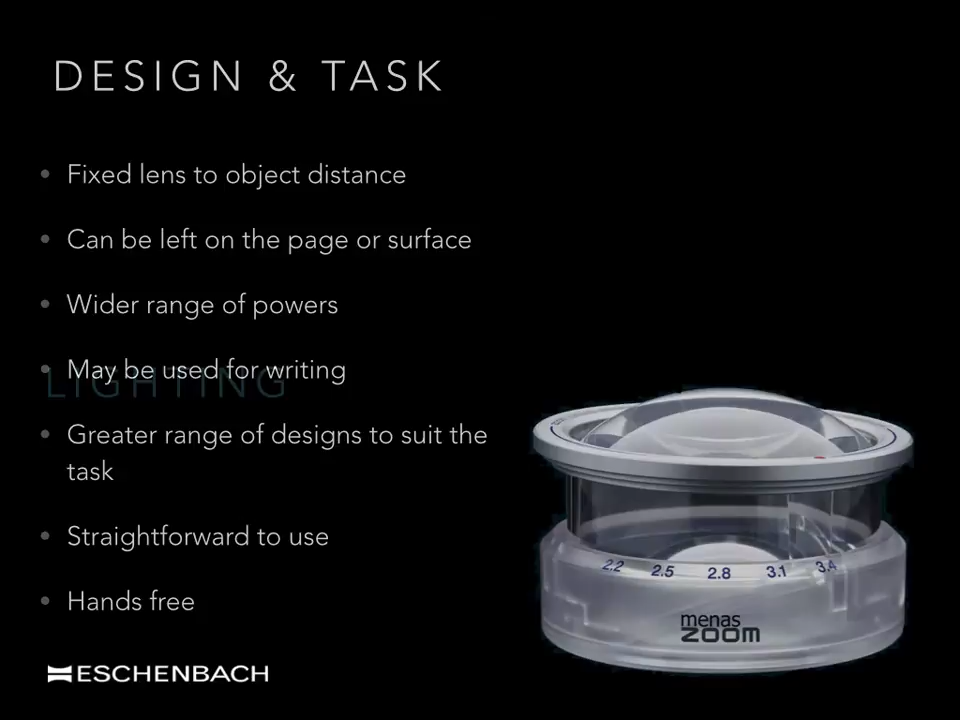 DESIGN & TASK
• Fixed lens to object distance
• Can be left on the page or surface
• Wider range of powers
• May be used for writing
LIGHTING
• Greater range of designs to suit the
task
• Straightforward to use
• Hands free
2.2 2.5 2.8 3.1 3.4
menas
zoom
ESCHENBACH